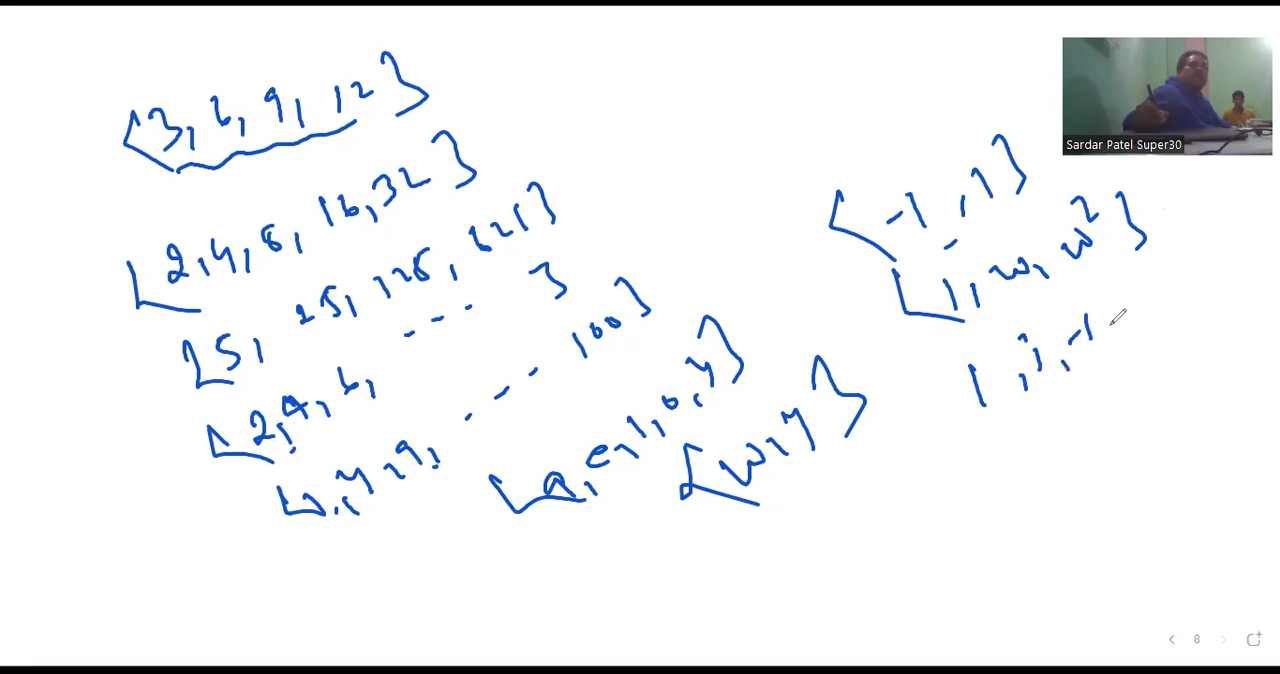 {3, 6, 9, 12}
{2, 4, 8, 16, 32}
{5, 25, 125, 625}
{2, 4, 6, ... }
{1, 4, 9, ... 100}
{a, e, i, o, u}
{w, y}
{-1, 1}
{1, ω, ω²}
1, i, -1
Sardar Patel Super30
8